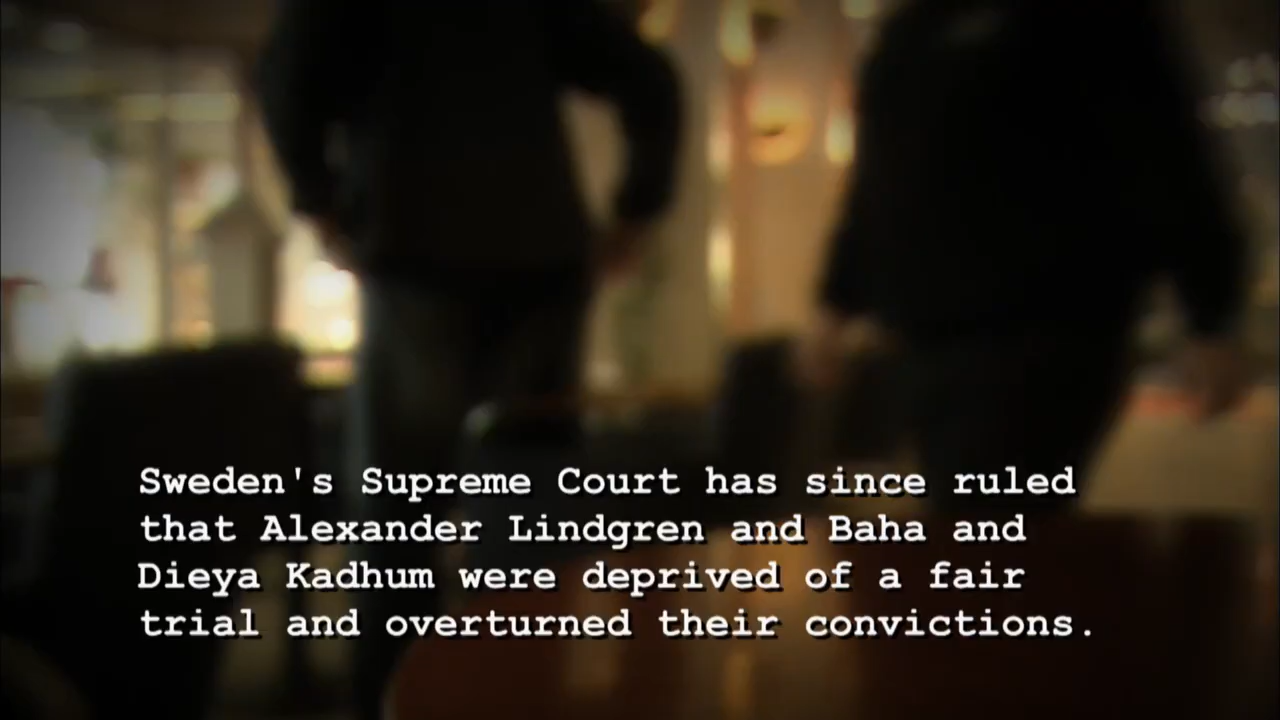 Sweden's Supreme Court has since ruled
that Alexander Lindgren and Baha and
Dieya Kadhum were deprived of a fair
trial and overturned their convictions.